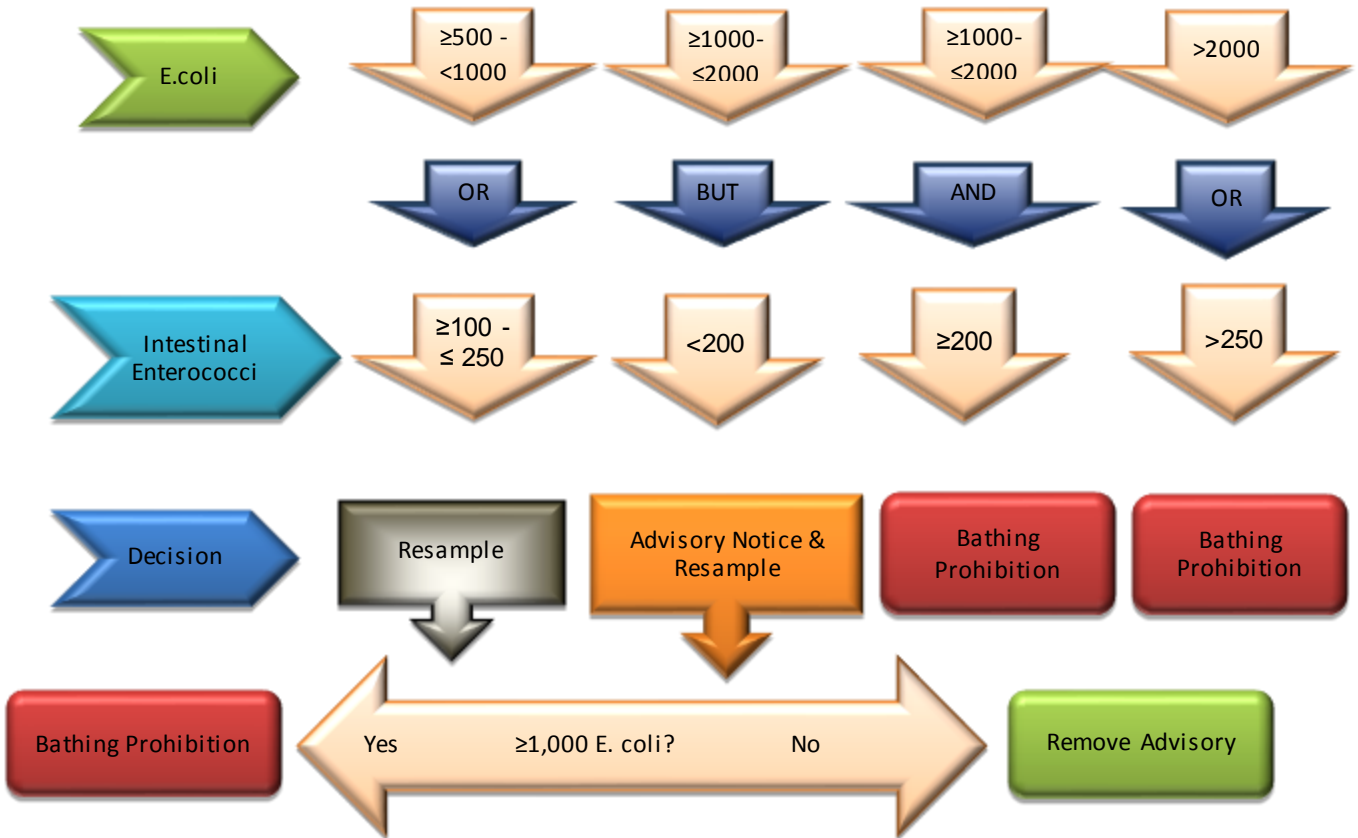 E.coli
≥500 -
<1000
≥1000-
≤2000
≥1000-
≤2000
>2000
OR
BUT
AND
OR
Intestinal
Enterococci
≥100 -
≤ 250
<200
≥200
>250
Decision
Resample
Advisory Notice &
Resample
Bathing
Prohibition
Bathing
Prohibition
Bathing Prohibition
Yes ≥1,000 E. coli? No
Remove Advisory